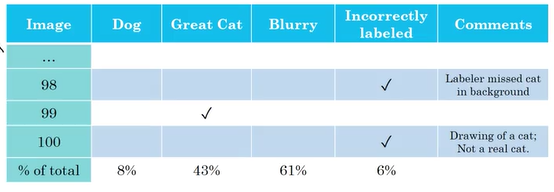 Image Dog Great Cat Blurry Incorrectly labeled Comments
...
98 ✓ Labeler missed cat in background
99 ✓
100 ✓ Drawing of a cat; Not a real cat.
% of total 8% 43% 61% 6%